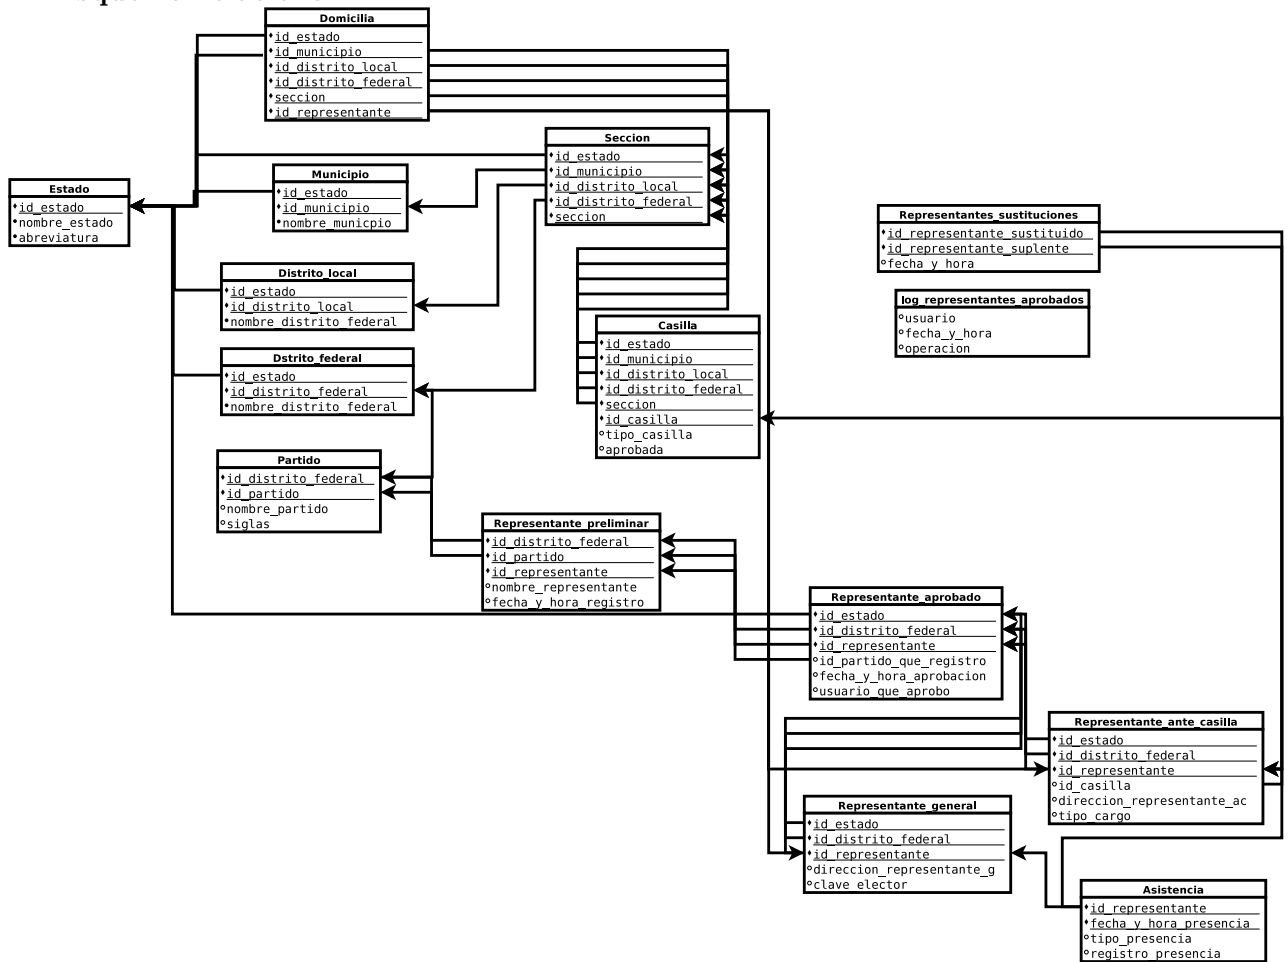 Domicilia
id_estado
id_municipio
id_distrito_local
id_distrito_federal
seccion
id_representante
Seccion
id_estado
id_municipio
id_distrito_local
id_distrito_federal
seccion
Municipio
id_estado
id_municipio
nombre_municpio
Estado
id_estado
nombre_estado
abreviatura
Representantes_sustituciones
id_representante_sustituido
id_representante_suplente
fecha_y_hora
Distrito_local
id_estado
id_distrito_local
nombre_distrito_federal
log_representantes_aprobados
usuario
fecha_y_hora
operacion
Casilla
id_estado
id_municipio
id_distrito_local
id_distrito_federal
seccion
id_casilla
tipo_casilla
aprobada
Dstrito_federal
id_estado
id_distrito_federal
nombre_distrito_federal
Partido
id_distrito_federal
id_partido
nombre_partido
siglas
Representante_preliminar
id_distrito_federal
id_partido
id_representante
nombre_representante
fecha_y_hora_registro
Representante_aprobado
id_estado
id_distrito_federal
id_representante
id_partido_que_registro
fecha_y_hora_aprobacion
usuario_que_aprobo
Representante_ante_casilla
id_estado
id_distrito_federal
id_representante
id_casilla
direccion_representante_ac
tipo_cargo
Representante_general
id_estado
id_distrito_federal
id_representante
direccion_representante_g
clave_elector
Asistencia
id_representante
fecha_y_hora_presencia
tipo_presencia
registro_presencia